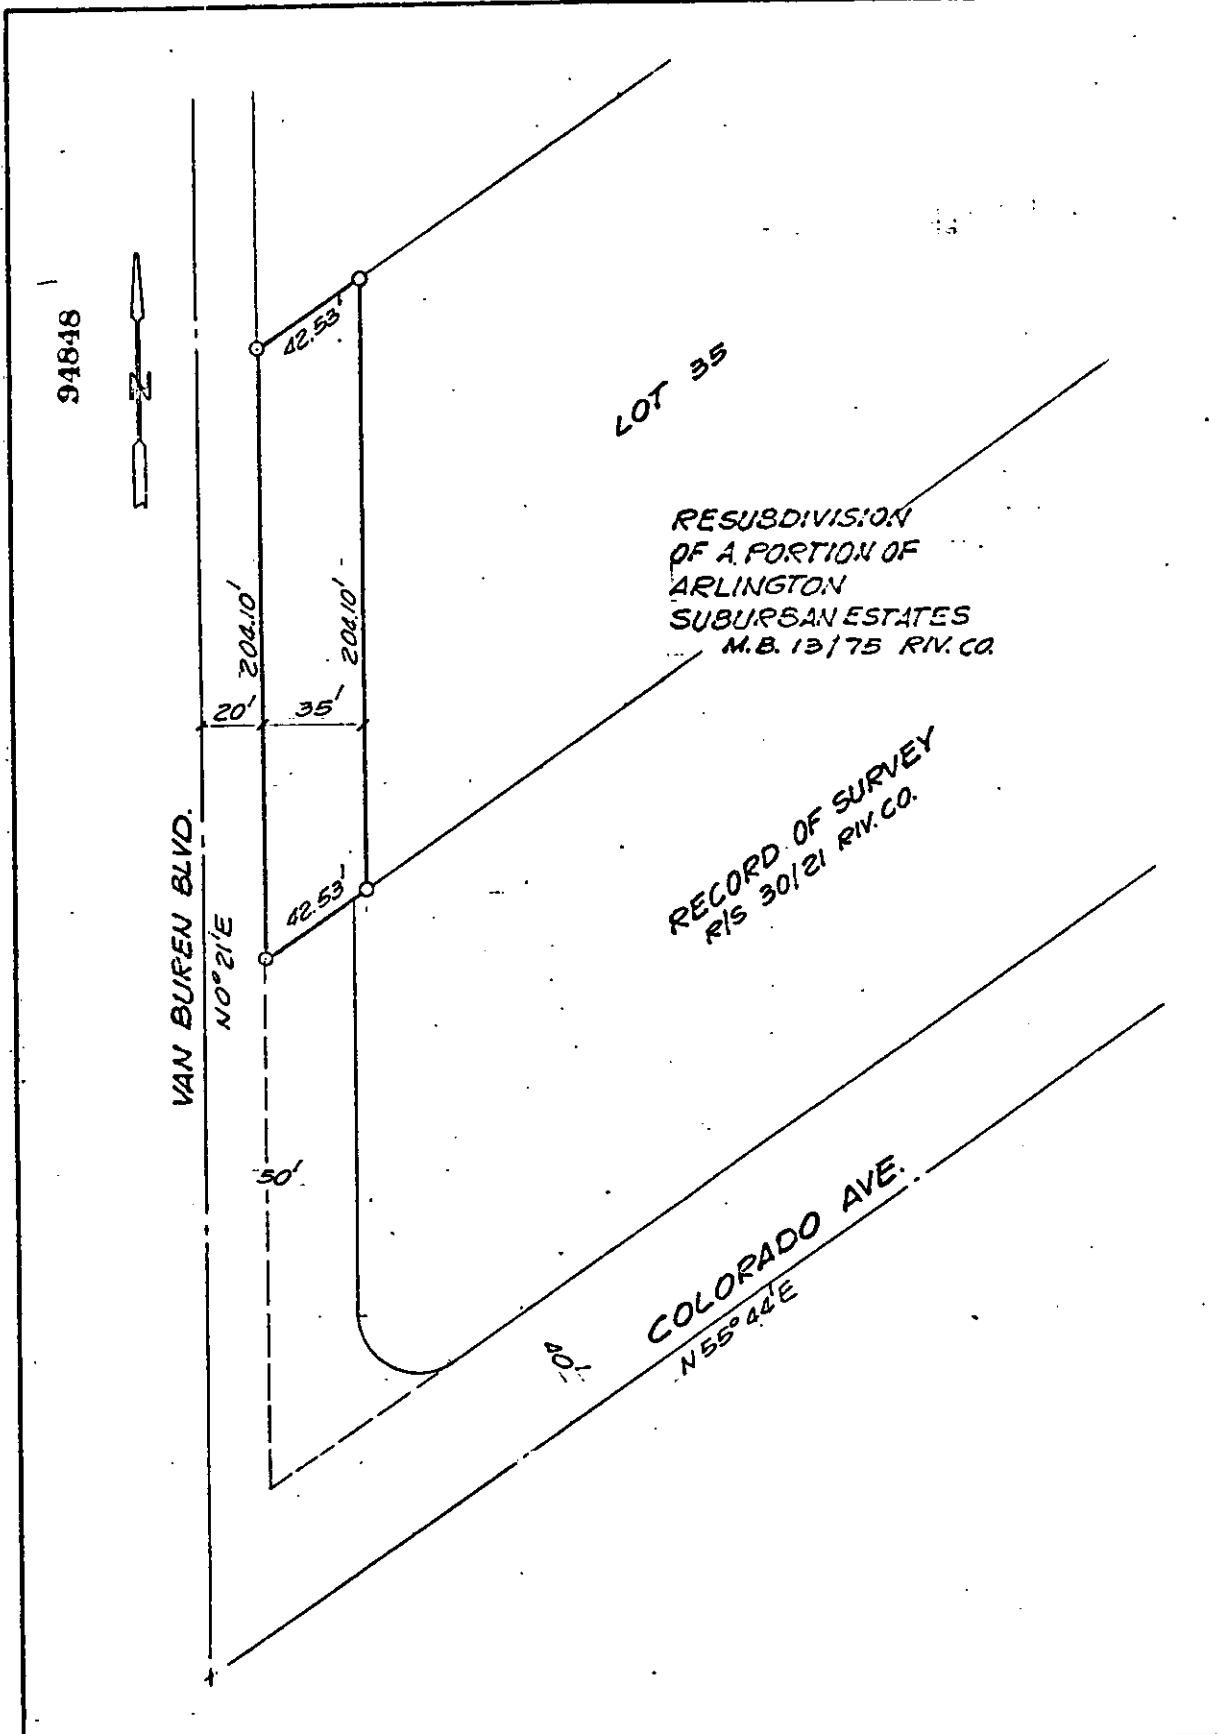 94848
N
42.53'
LOT 35
RESUBDIVISION
OF A PORTION OF
ARLINGTON
SUBURBAN ESTATES
M.B. 13/75 RIV. CO.
204.10'
204.10'
20'
35'
RECORD OF SURVEY
R/S 30/21 RIV. CO.
VAN BUREN BLVD.
N0°21'E
42.53'
50'
COLORADO AVE.
N55°44'E
40'